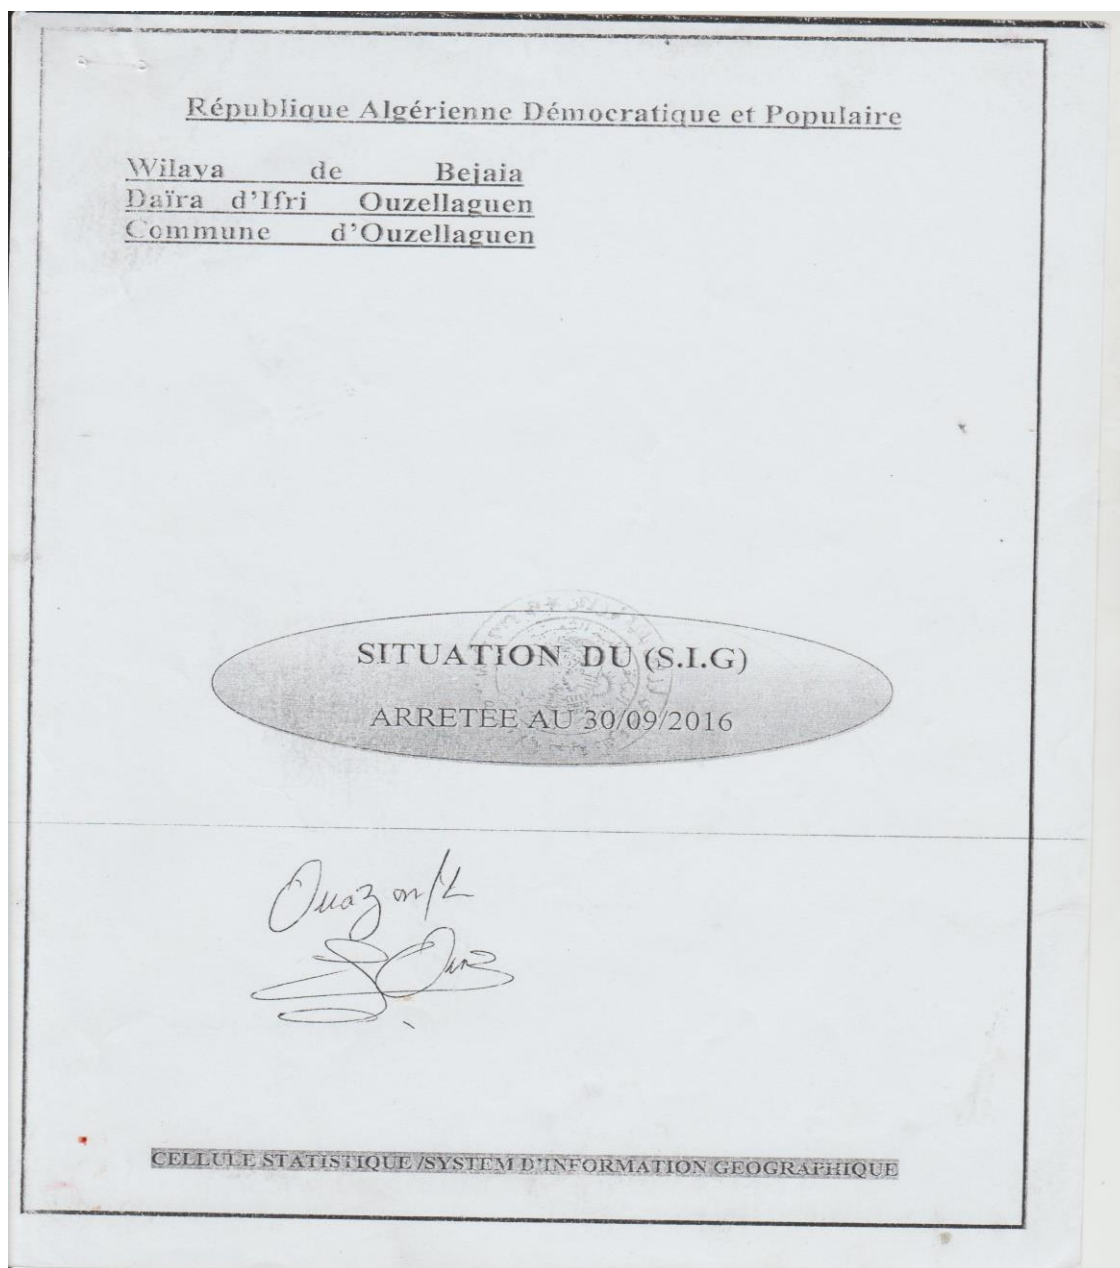 République Algérienne Démocratique et Populaire
Wilaya de Bejaia
Daïra d'Ifri Ouzellaguen
Commune d'Ouzellaguen
SITUATION DU (S.I.G)
ARRETEE AU 30/09/2016
CELLULE STATISTIQUE /SYSTEM D'INFORMATION GEOGRAPHIQUE